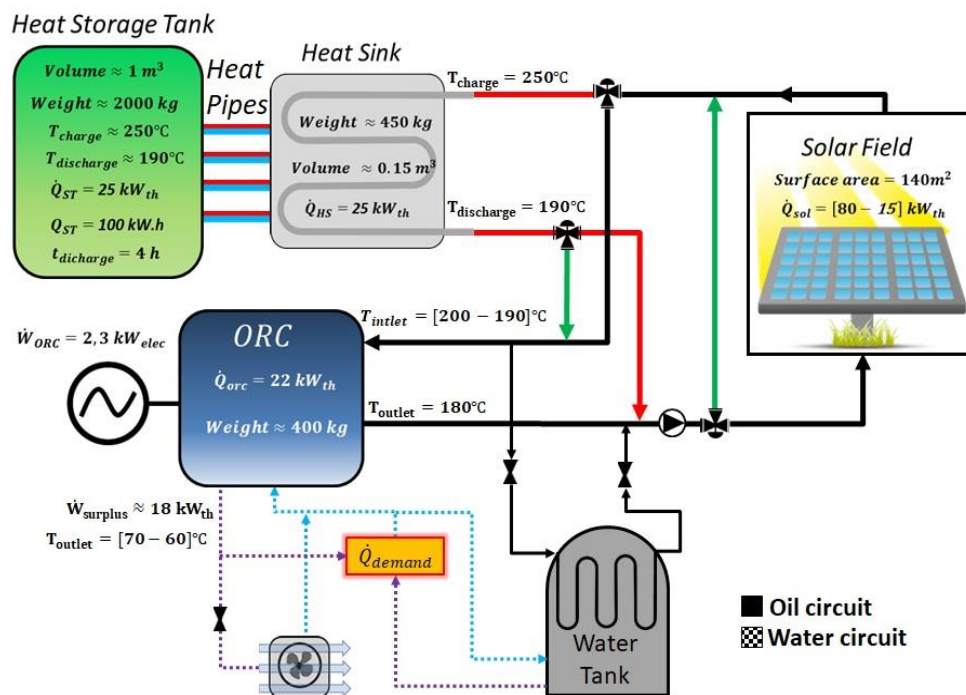 Heat Storage Tank
Volume ≈ 1 m³
Weight ≈ 2000 kg
T_charge ≈ 250°C
T_discharge ≈ 190°C
Q̇_ST = 25 kW_th
Q_ST = 100 kW.h
t_dicharge = 4 h
Heat
Pipes
Heat Sink
Weight ≈ 450 kg
Volume ≈ 0.15 m³
Q̇_HS = 25 kW_th
T_charge = 250°C
T_discharge = 190°C
Solar Field
Surface area = 140m²
Q̇_sol = [80 − 15] kW_th
T_intlet = [200 − 190]°C
Ẇ_ORC = 2,3 kW_elec
ORC
Q̇_orc = 22 kW_th
Weight ≈ 400 kg
T_outlet = 180°C
Ẇ_surplus ≈ 18 kW_th
T_outlet = [70 − 60]°C
Q̇_demand
Water
Tank
Oil circuit
Water circuit